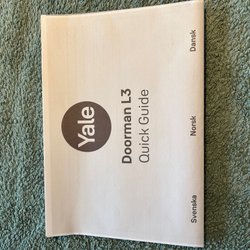 Yale
Doorman L3
Quick Guide
Svenska
Norsk
Dansk